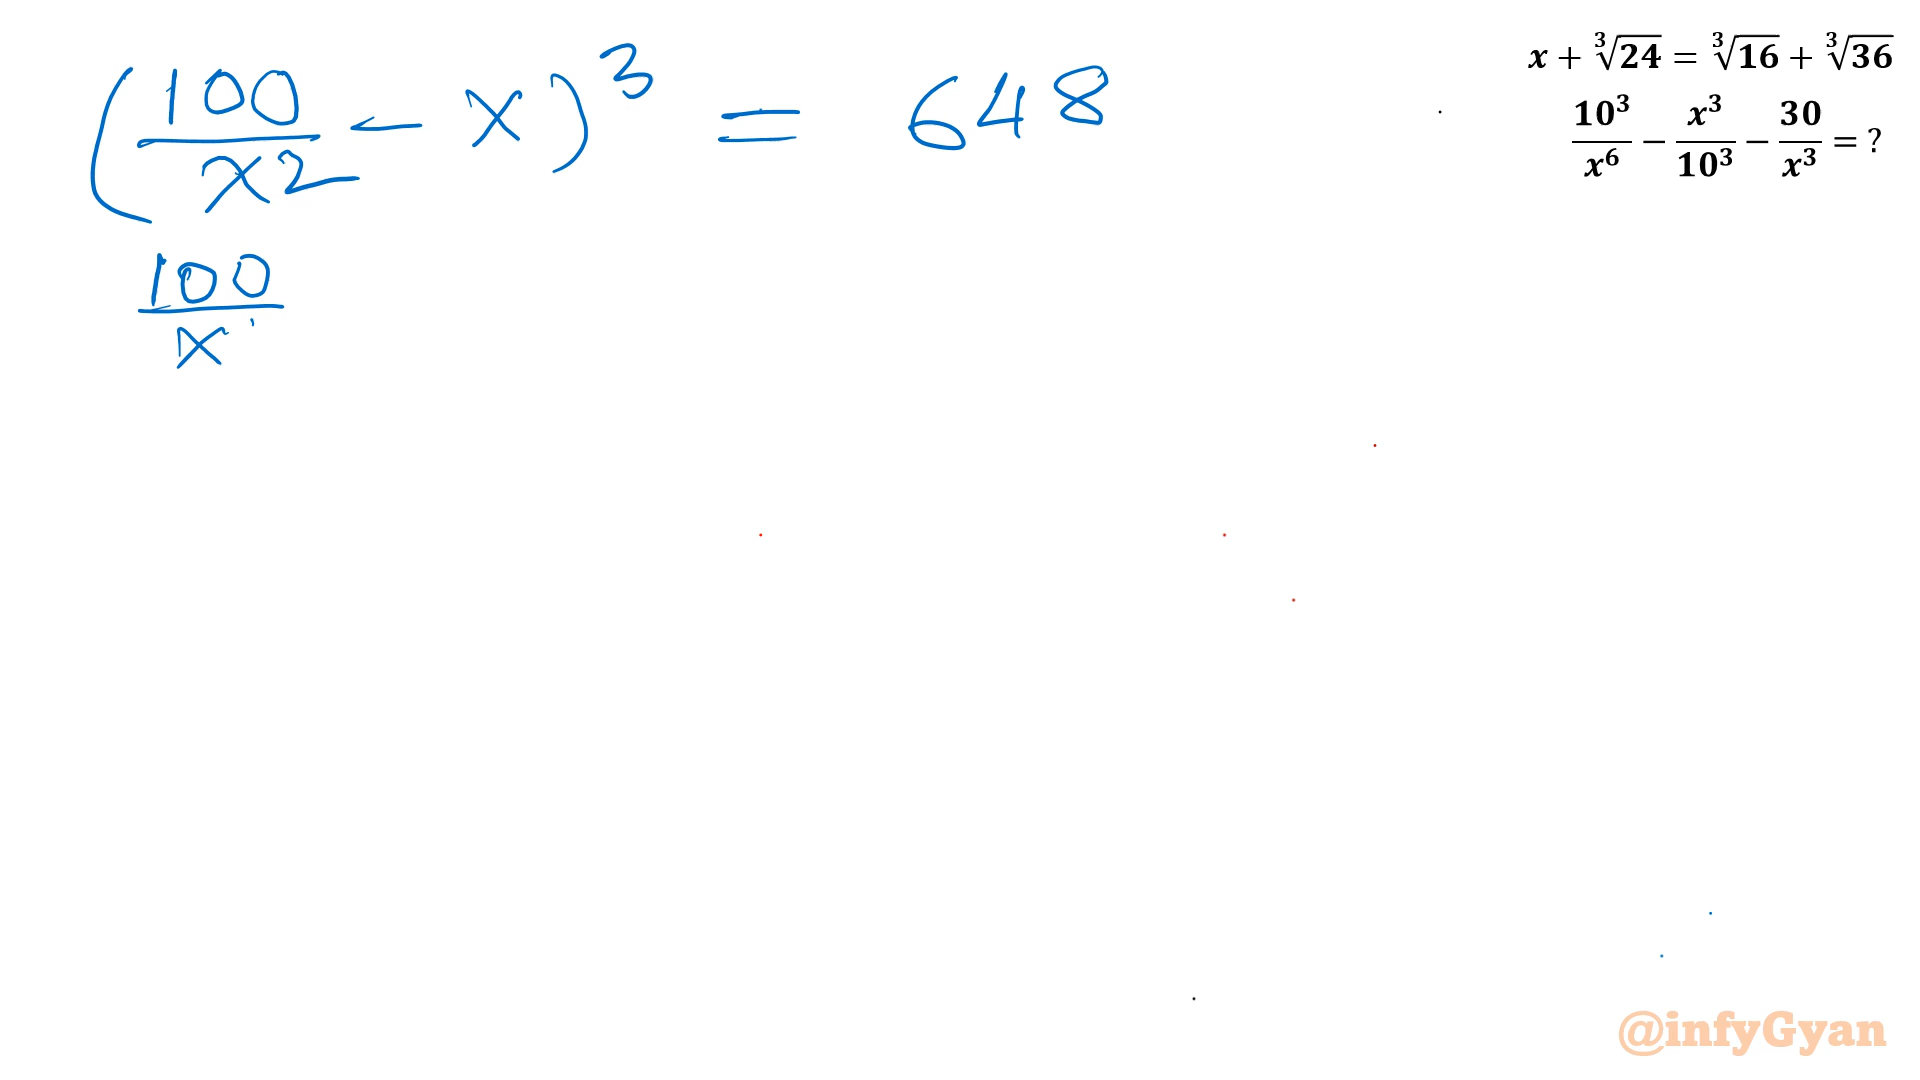 (100/x2 - x)^3 = 648
100/x
x + ∛24 = ∛16 + ∛36
10³/x⁶ − x³/10³ − 30/x³ = ?
@infyGyan